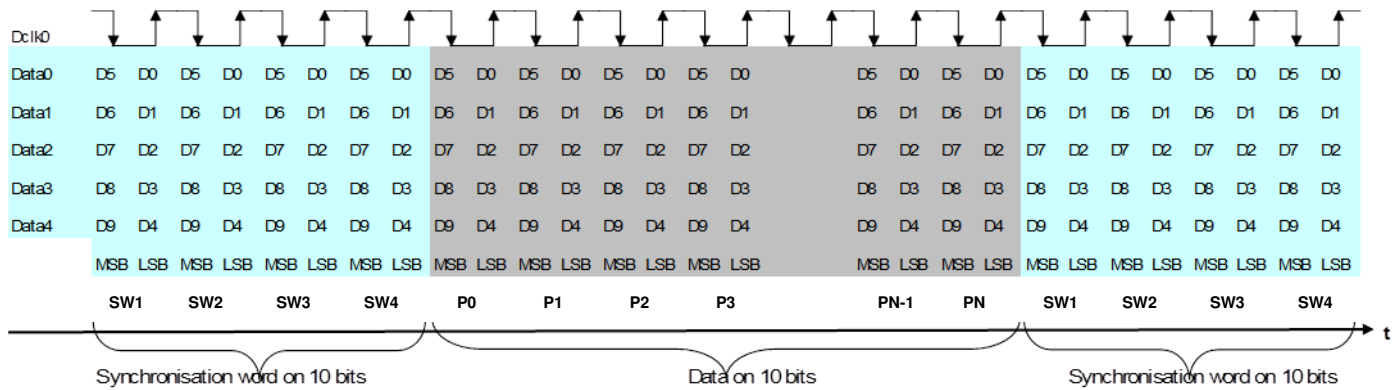 Dclk0
Data0 D5 D0 D5 D0 D5 D0 D5 D0 D5 D0 D5 D0 D5 D0 D5 D0 D5 D0 D5 D0 D5 D0 D5 D0 D5 D0 D5 D0
Data1 D6 D1 D6 D1 D6 D1 D6 D1 D6 D1 D6 D1 D6 D1 D6 D1 D6 D1 D6 D1 D6 D1 D6 D1 D6 D1 D6 D1
Data2 D7 D2 D7 D2 D7 D2 D7 D2 D7 D2 D7 D2 D7 D2 D7 D2 D7 D2 D7 D2 D7 D2 D7 D2 D7 D2 D7 D2
Data3 D8 D3 D8 D3 D8 D3 D8 D3 D8 D3 D8 D3 D8 D3 D8 D3 D8 D3 D8 D3 D8 D3 D8 D3 D8 D3 D8 D3
Data4 D9 D4 D9 D4 D9 D4 D9 D4 D9 D4 D9 D4 D9 D4 D9 D4 D9 D4 D9 D4 D9 D4 D9 D4 D9 D4 D9 D4
MSB LSB MSB LSB MSB LSB MSB LSB MSB LSB MSB LSB MSB LSB MSB LSB MSB LSB MSB LSB MSB LSB MSB LSB MSB LSB MSB LSB
SW1 SW2 SW3 SW4 P0 P1 P2 P3 PN-1 PN SW1 SW2 SW3 SW4
t
Synchronisation word on 10 bits Data on 10 bits Synchronisation word on 10 bits